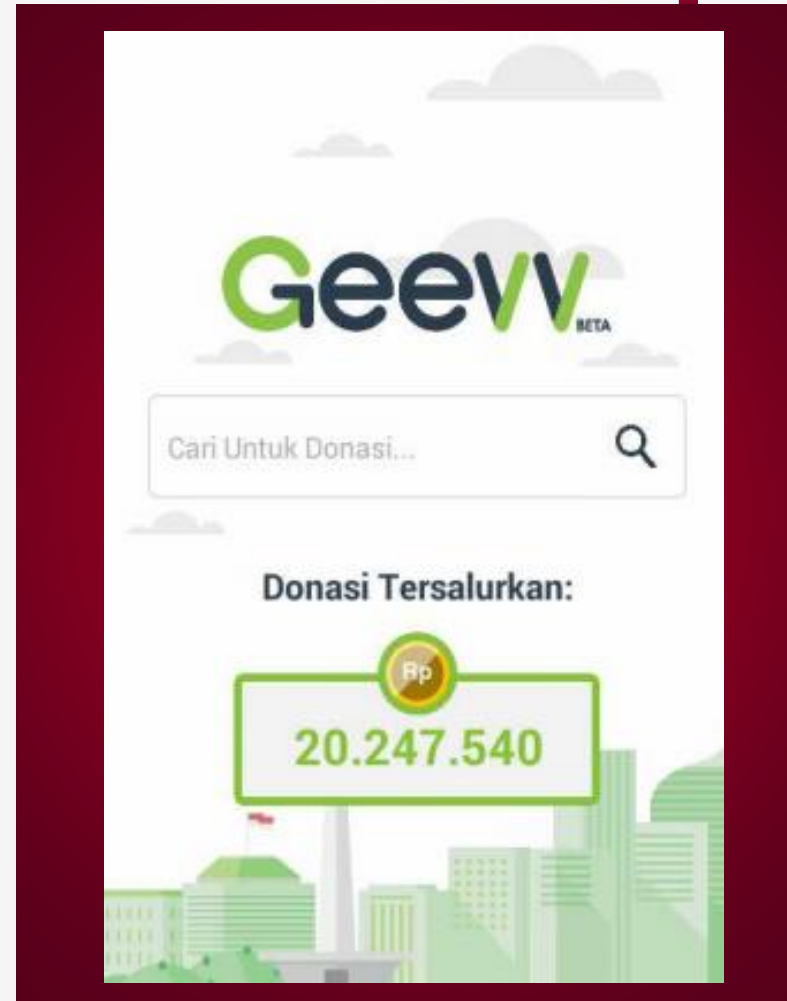 Geevv
BETA
Cari Untuk Donasi...
Donasi Tersalurkan:
Rp
20.247.540